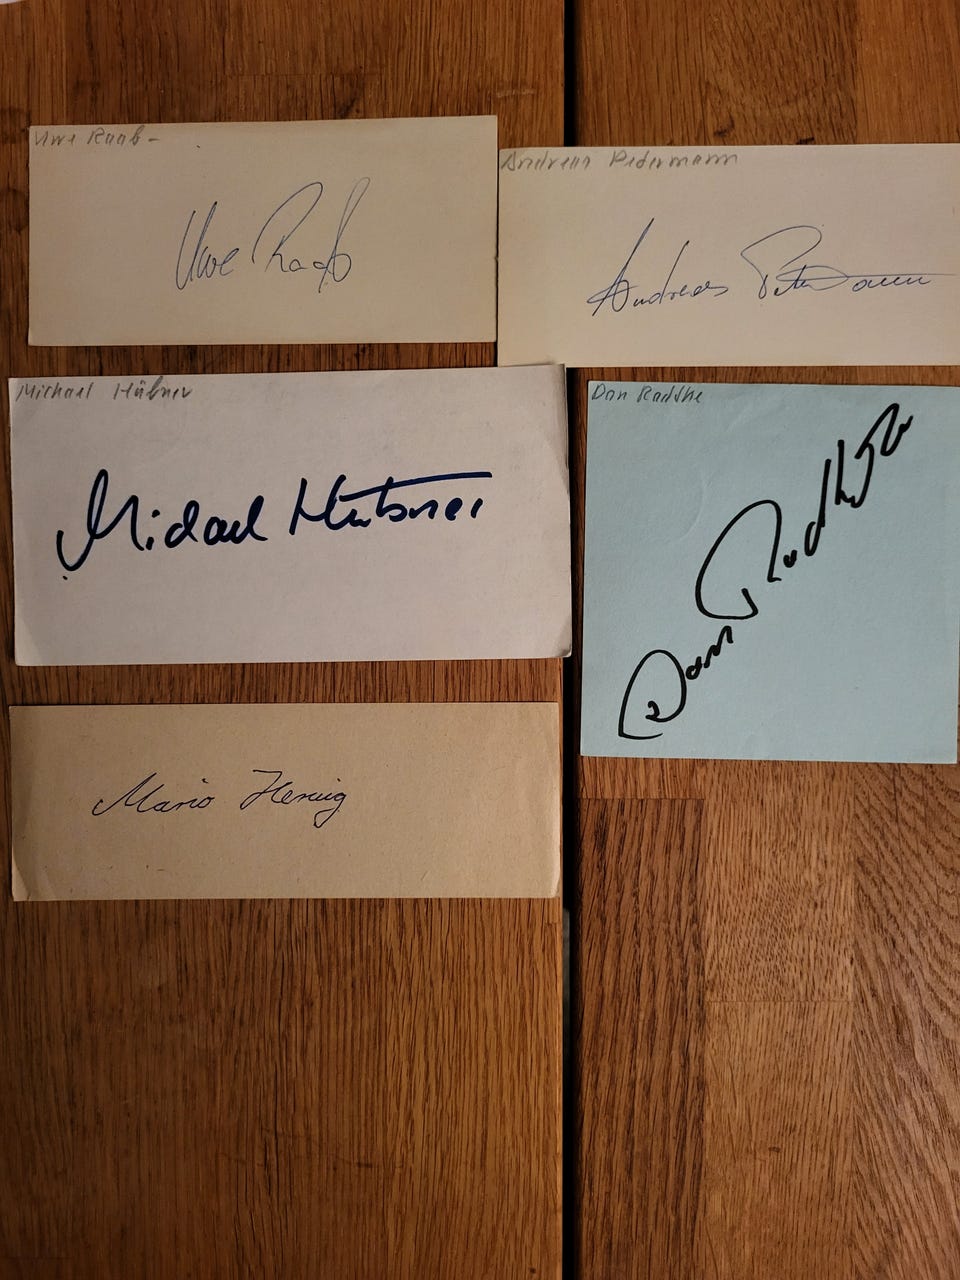 Uwe Raab -
Uwe Raab
Andreas Petermann
Andreas Petermann
Michael Hübner
Michael Hübner
Dan Radtke
Dan Radtke
Mario Hernig